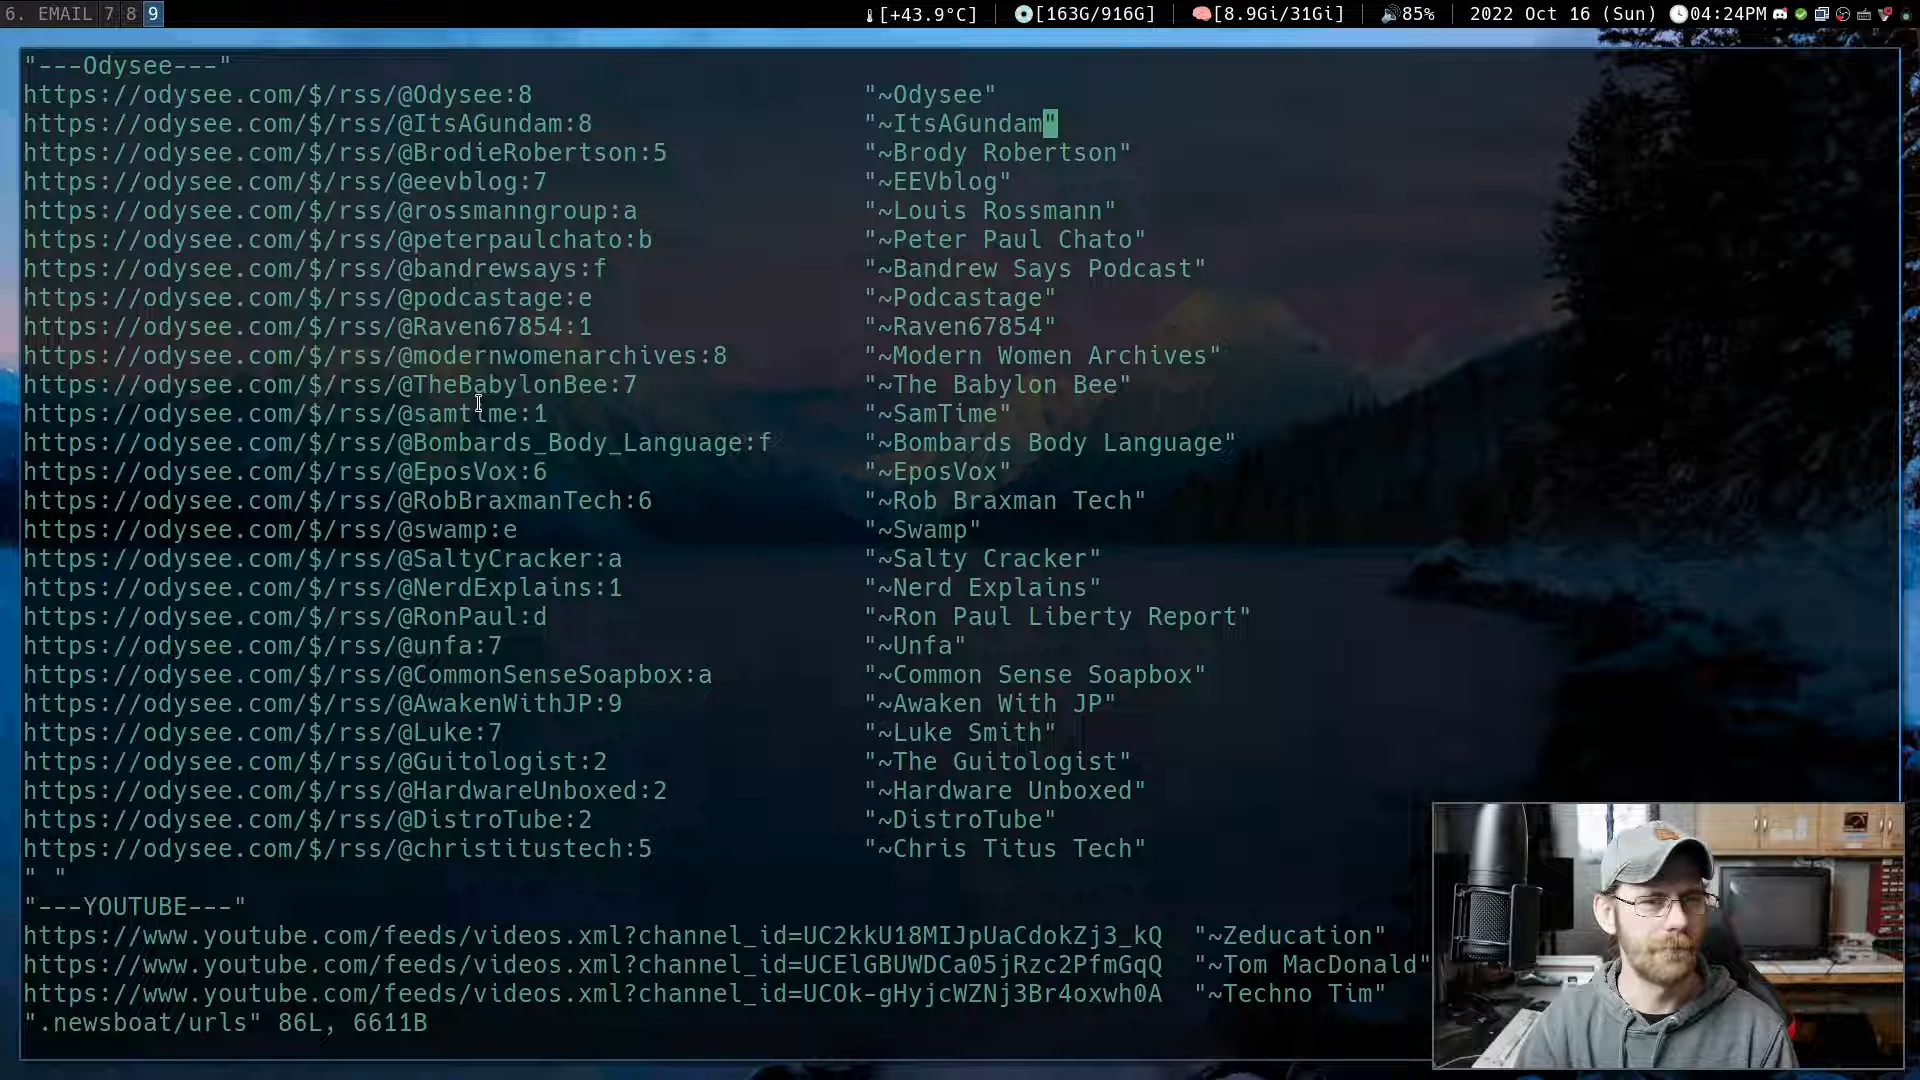 6. EMAIL 7 8 9 [+43.9°C] [163G/916G] [8.9Gi/31Gi] 85% 2022 Oct 16 (Sun) 04:24PM
"---Odysee---"
https://odysee.com/$/rss/@Odysee:8 "~Odysee"
https://odysee.com/$/rss/@ItsAGundam:8 "~ItsAGundam"
https://odysee.com/$/rss/@BrodieRobertson:5 "~Brody Robertson"
https://odysee.com/$/rss/@eevblog:7 "~EEVblog"
https://odysee.com/$/rss/@rossmanngroup:a "~Louis Rossmann"
https://odysee.com/$/rss/@peterpaulchato:b "~Peter Paul Chato"
https://odysee.com/$/rss/@bandrewsays:f "~Bandrew Says Podcast"
https://odysee.com/$/rss/@podcastage:e "~Podcastage"
https://odysee.com/$/rss/@Raven67854:1 "~Raven67854"
https://odysee.com/$/rss/@modernwomenarchives:8 "~Modern Women Archives"
https://odysee.com/$/rss/@TheBabylonBee:7 "~The Babylon Bee"
https://odysee.com/$/rss/@samtime:1 "~SamTime"
https://odysee.com/$/rss/@Bombards_Body_Language:f "~Bombards Body Language"
https://odysee.com/$/rss/@EposVox:6 "~EposVox"
https://odysee.com/$/rss/@RobBraxmanTech:6 "~Rob Braxman Tech"
https://odysee.com/$/rss/@swamp:e "~Swamp"
https://odysee.com/$/rss/@SaltyCracker:a "~Salty Cracker"
https://odysee.com/$/rss/@NerdExplains:1 "~Nerd Explains"
https://odysee.com/$/rss/@RonPaul:d "~Ron Paul Liberty Report"
https://odysee.com/$/rss/@unfa:7 "~Unfa"
https://odysee.com/$/rss/@CommonSenseSoapbox:a "~Common Sense Soapbox"
https://odysee.com/$/rss/@AwakenWithJP:9 "~Awaken With JP"
https://odysee.com/$/rss/@Luke:7 "~Luke Smith"
https://odysee.com/$/rss/@Guitologist:2 "~The Guitologist"
https://odysee.com/$/rss/@HardwareUnboxed:2 "~Hardware Unboxed"
https://odysee.com/$/rss/@DistroTube:2 "~DistroTube"
https://odysee.com/$/rss/@christitustech:5 "~Chris Titus Tech"
" "
"---YOUTUBE---"
https://www.youtube.com/feeds/videos.xml?channel_id=UC2kkU18MIJpUaCdokZj3_kQ "~Zeducation"
https://www.youtube.com/feeds/videos.xml?channel_id=UCElGBUWDCa05jRzc2PfmGqQ "~Tom MacDonald"
https://www.youtube.com/feeds/videos.xml?channel_id=UCOk-gHyjcWZNj3Br4oxwh0A "~Techno Tim"
".newsboat/urls" 86L, 6611B